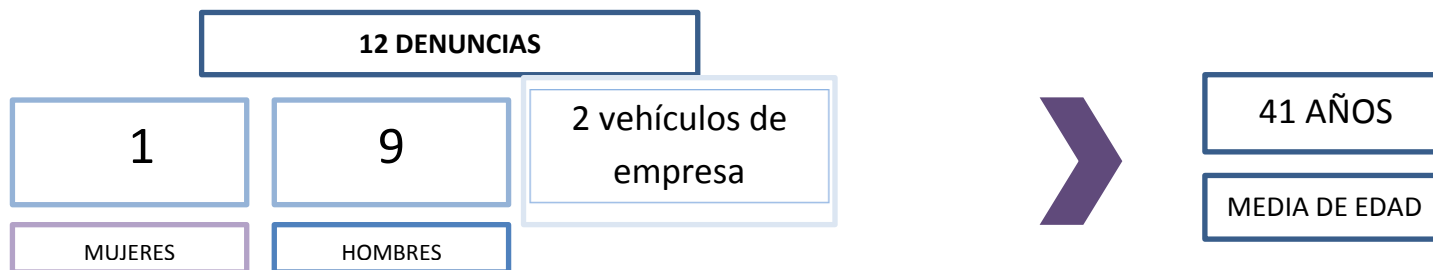 12 DENUNCIAS
1
9
2 vehículos de
empresa
MUJERES
HOMBRES
41 AÑOS
MEDIA DE EDAD